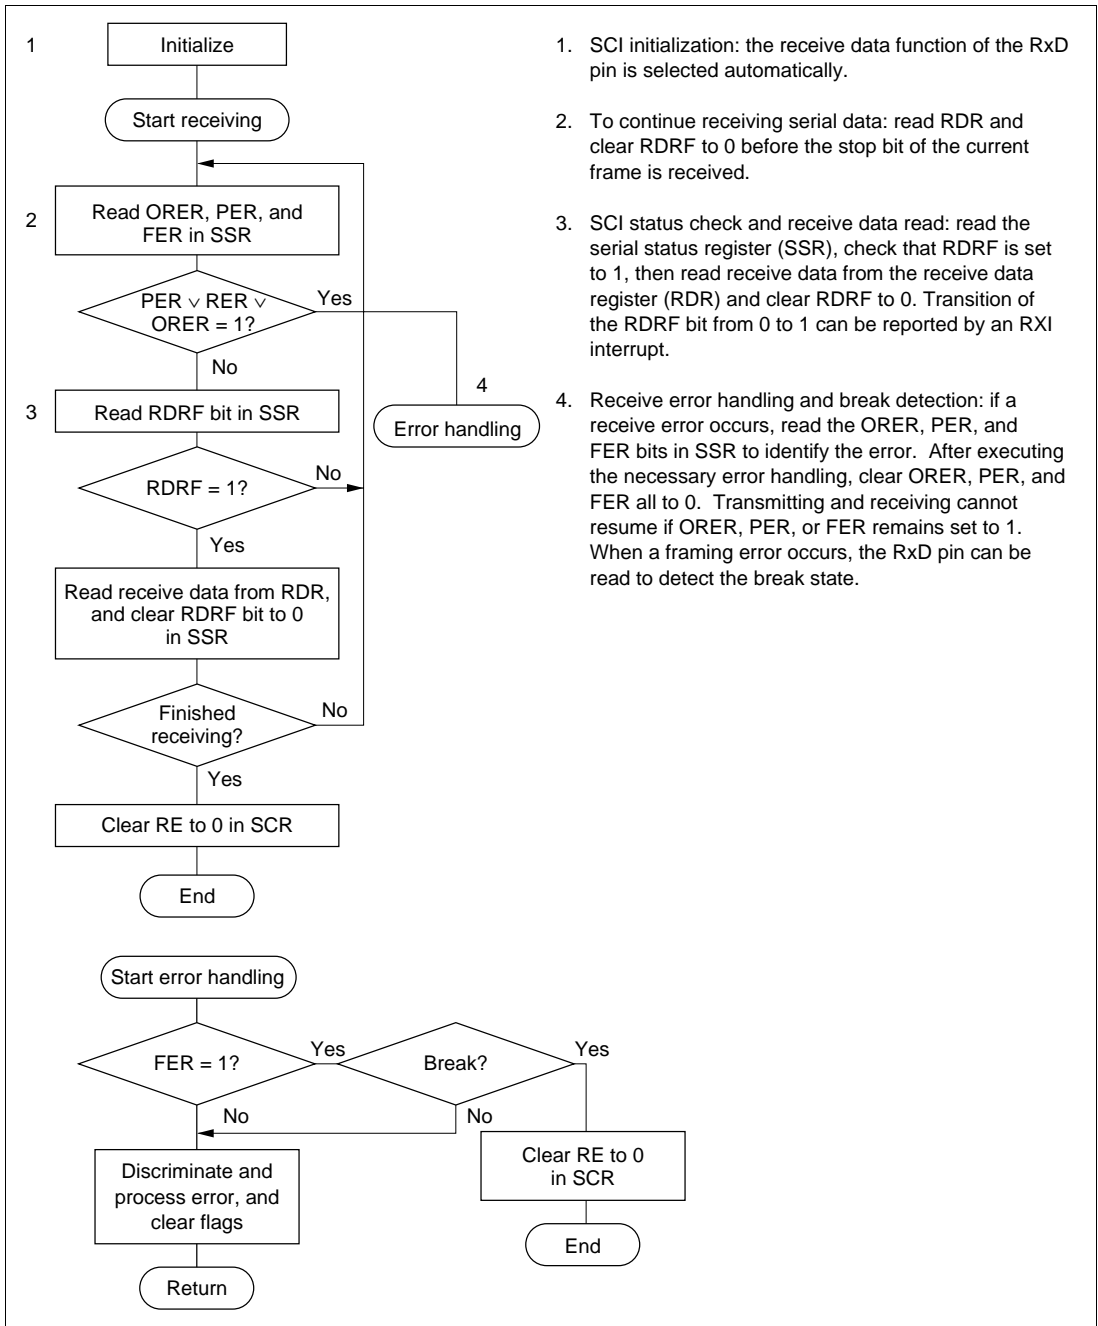 1
Initialize
Start receiving
2
Read ORER, PER, and
FER in SSR
PER ∨ RER ∨
ORER = 1?
Yes
No
4
Error handling
3
Read RDRF bit in SSR
RDRF = 1?
No
Yes
Read receive data from RDR,
and clear RDRF bit to 0
in SSR
Finished
receiving?
No
Yes
Clear RE to 0 in SCR
End
Start error handling
FER = 1?
Yes
Break?
Yes
No
No
Discriminate and
process error, and
clear flags
Return
Clear RE to 0
in SCR
End
1. SCI initialization: the receive data function of the RxD
pin is selected automatically.
2. To continue receiving serial data: read RDR and
clear RDRF to 0 before the stop bit of the current
frame is received.
3. SCI status check and receive data read: read the
serial status register (SSR), check that RDRF is set
to 1, then read receive data from the receive data
register (RDR) and clear RDRF to 0. Transition of
the RDRF bit from 0 to 1 can be reported by an RXI
interrupt.
4. Receive error handling and break detection: if a
receive error occurs, read the ORER, PER, and
FER bits in SSR to identify the error.  After executing
the necessary error handling, clear ORER, PER, and
FER all to 0.  Transmitting and receiving cannot
resume if ORER, PER, or FER remains set to 1.
When a framing error occurs, the RxD pin can be
read to detect the break state.